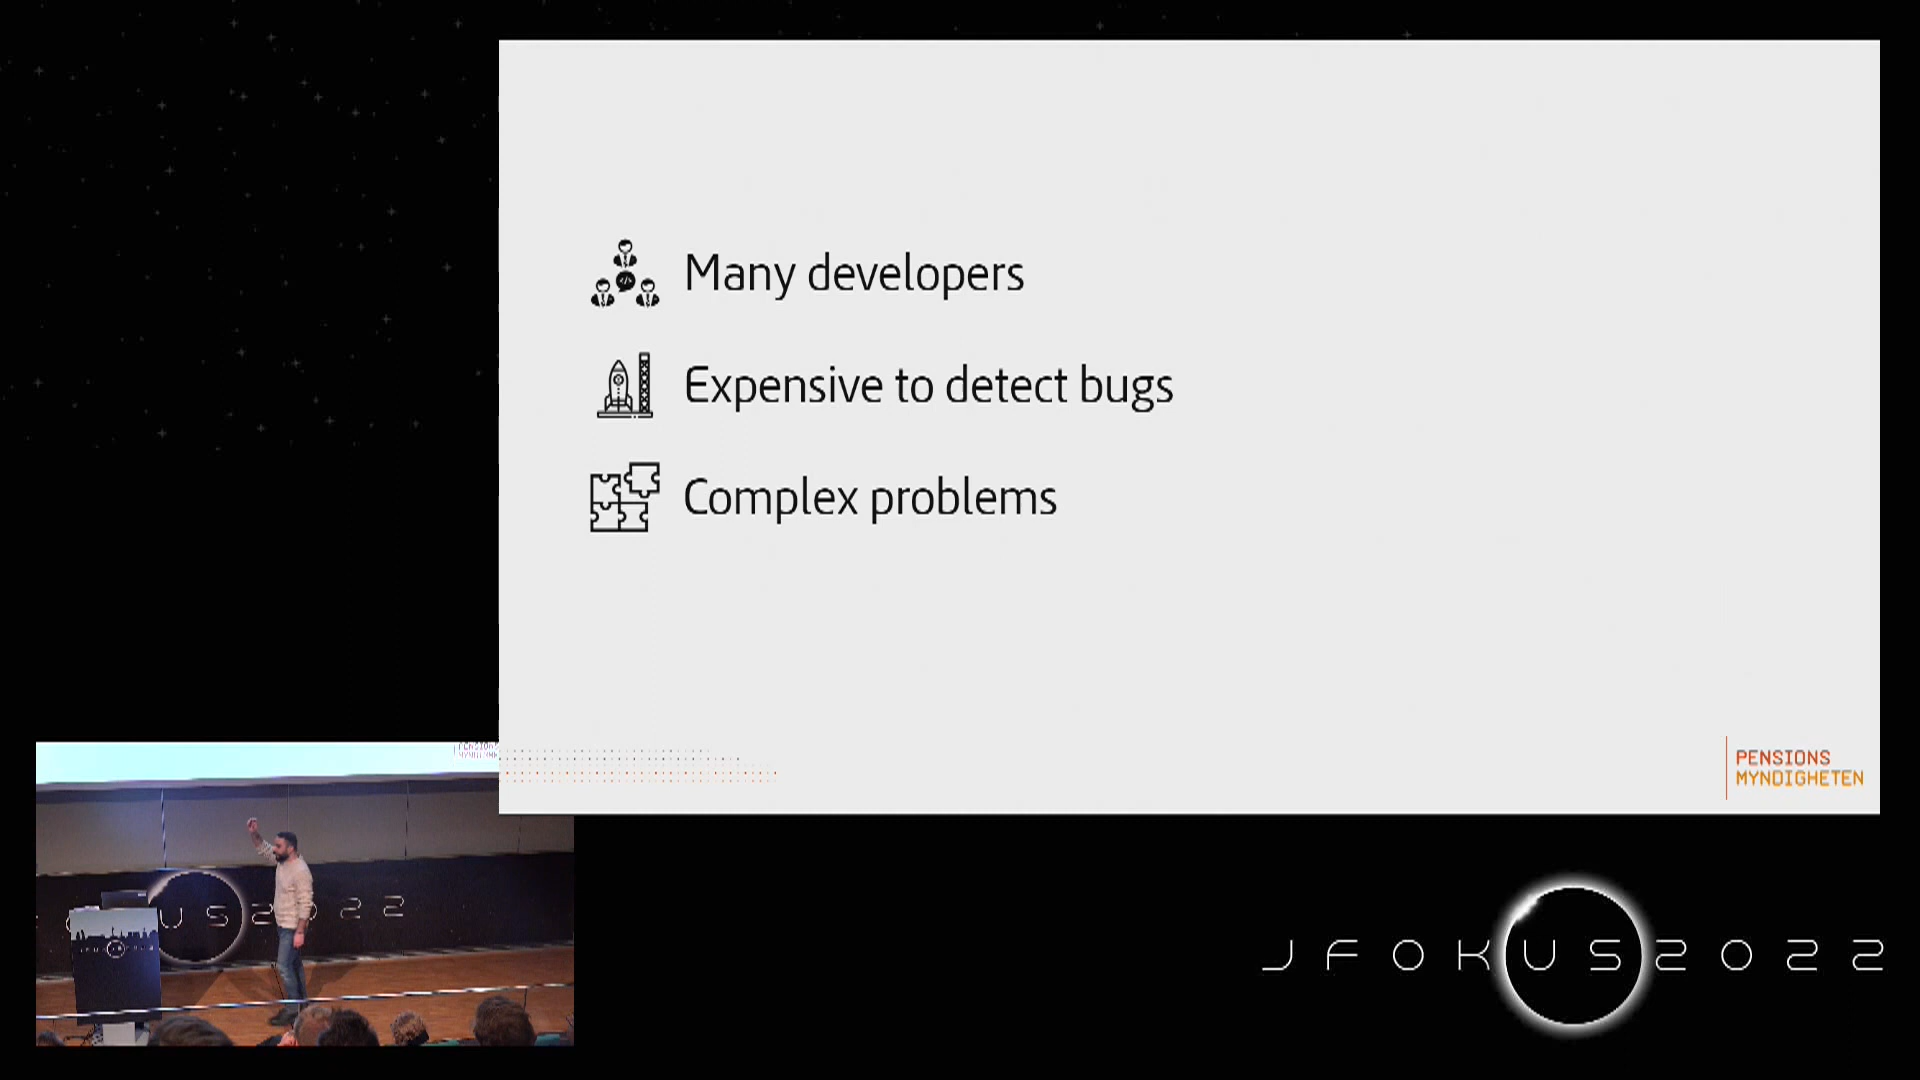 Many developers
Expensive to detect bugs
Complex problems
PENSIONS
MYNDIGHETEN
JFOKUS2022